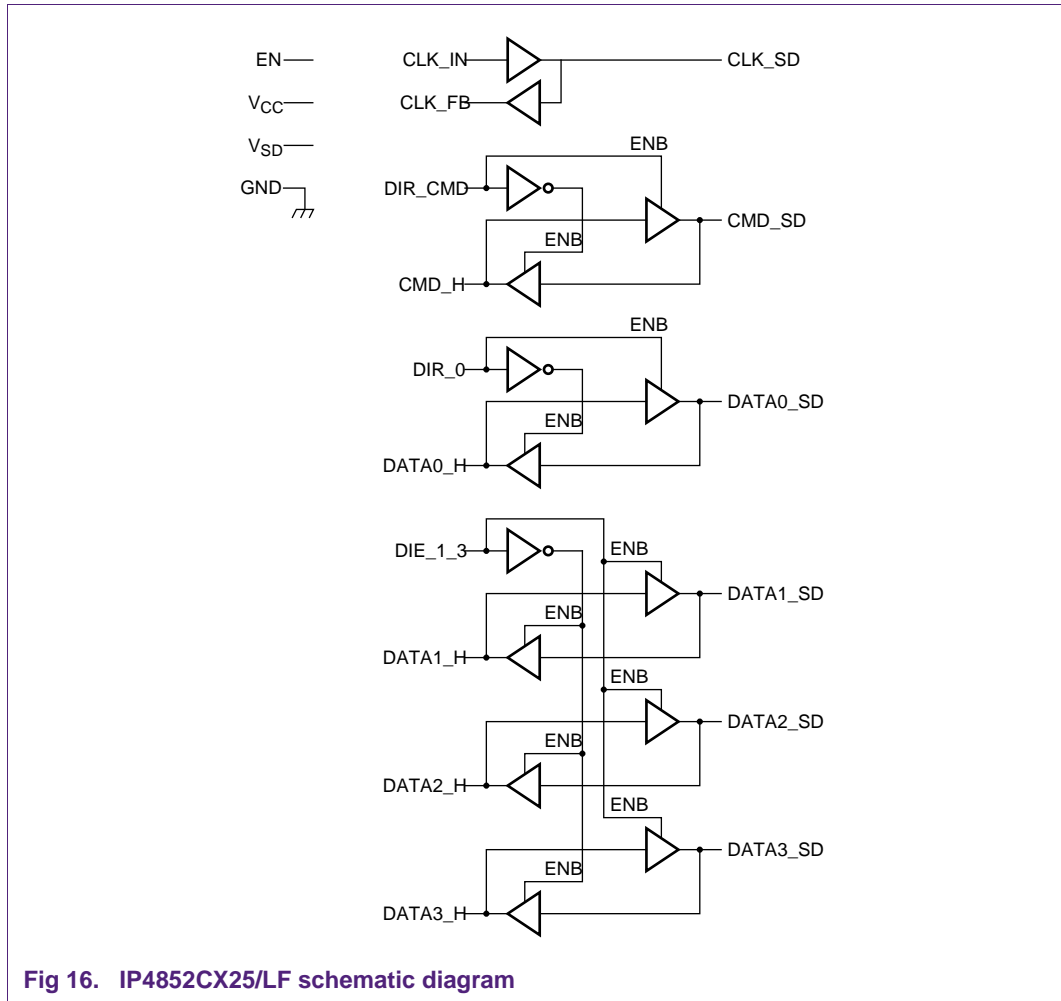 EN
CLK_IN
CLK_SD
VCC
CLK_FB
VSD
ENB
GND
DIR_CMD
CMD_SD
ENB
CMD_H
ENB
DIR_0
DATA0_SD
ENB
DATA0_H
DIE_1_3
ENB
DATA1_SD
ENB
DATA1_H
ENB
DATA2_SD
ENB
DATA2_H
ENB
DATA3_SD
ENB
DATA3_H
Fig 16. IP4852CX25/LF schematic diagram